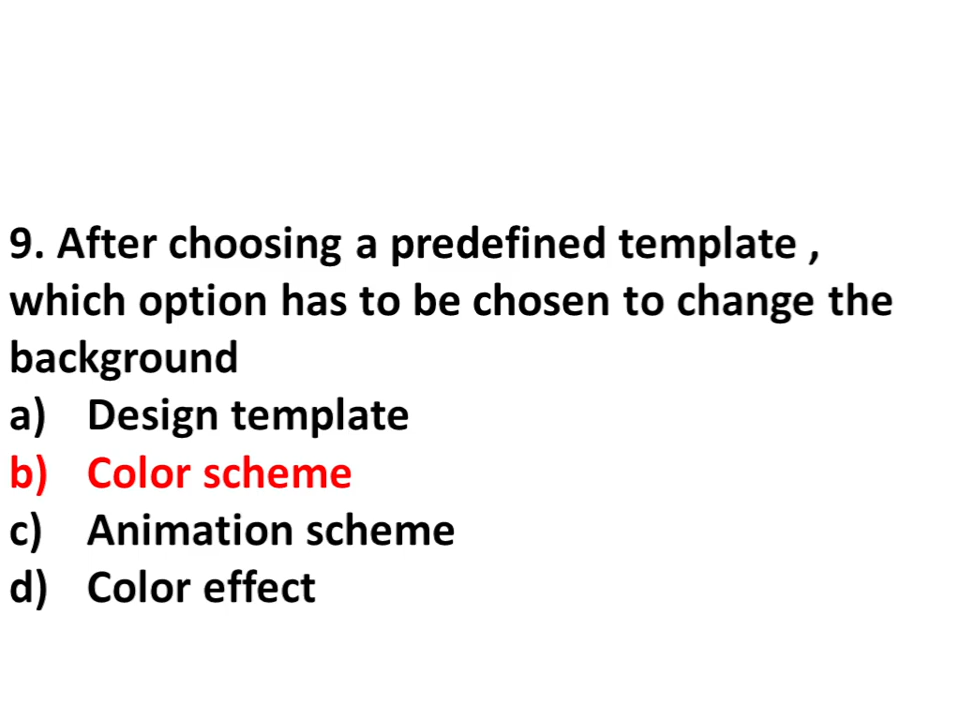 9. After choosing a predefined template ,
which option has to be chosen to change the
background
a) Design template
b) Color scheme
c) Animation scheme
d) Color effect